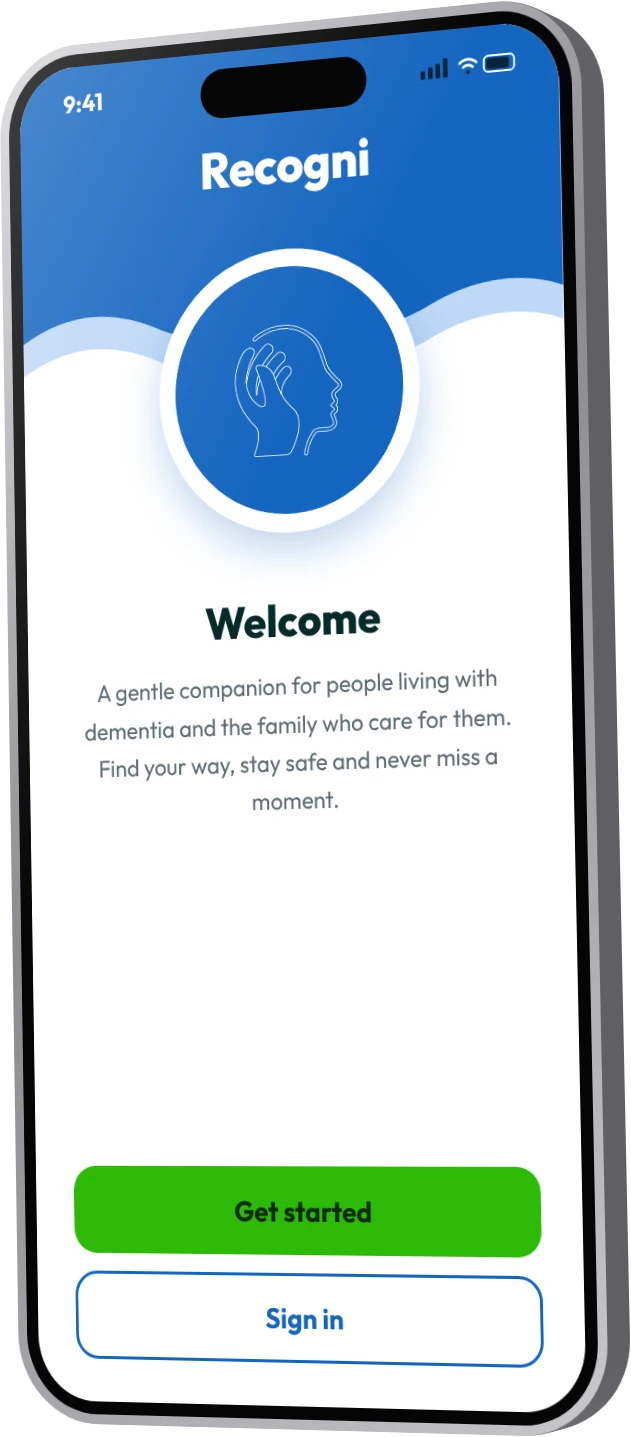 9:41
Recogni
Welcome
A gentle companion for people living with
dementia and the family who care for them.
Find your way, stay safe and never miss a
moment.
Get started
Sign in